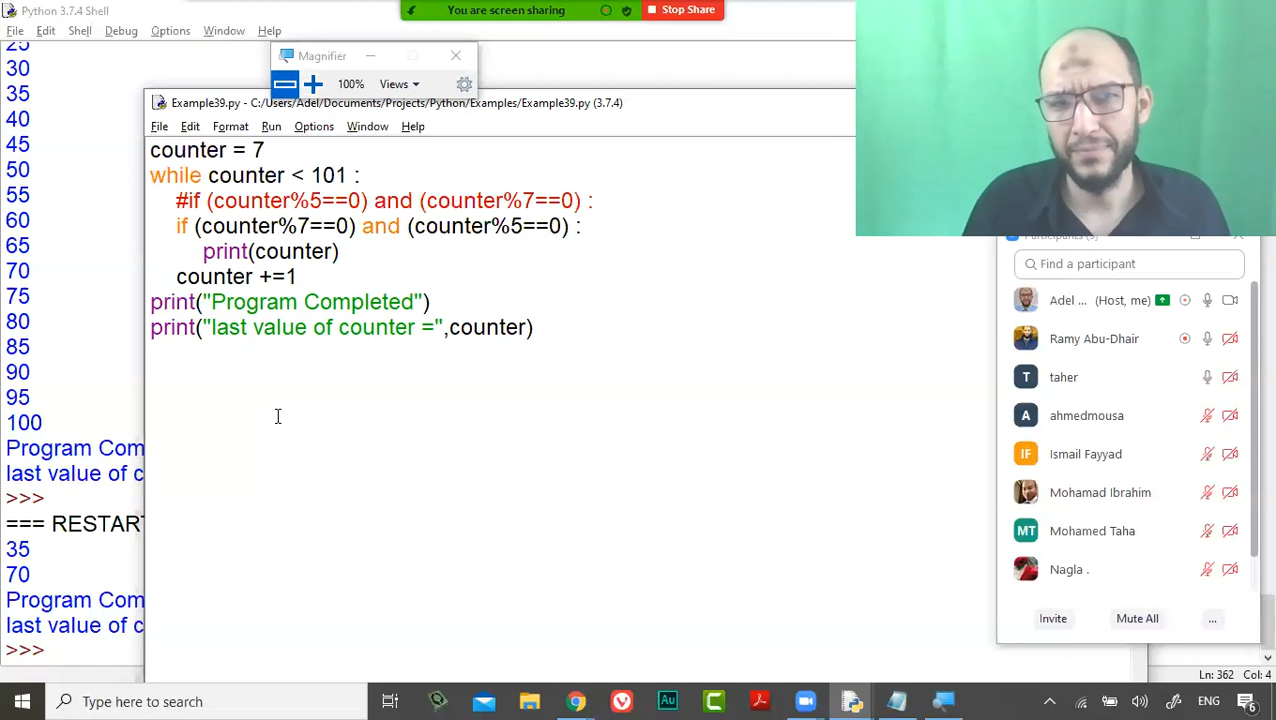 Python 3.7.4 Shell
File Edit Shell Debug Options Window Help
You are screen sharing
Stop Share
Magnifier
100% Views
25
30
35
40
45
50
55
60
65
70
75
80
85
90
95
100
Program Com
last value of c
>>>
=== RESTART
35
70
Program Com
last value of c
>>>
Example39.py - C:/Users/Adel/Documents/Projects/Python/Examples/Example39.py (3.7.4)
File Edit Format Run Options Window Help
counter = 7
while counter < 101 :
#if (counter%5==0) and (counter%7==0) :
if (counter%7==0) and (counter%5==0) :
print(counter)
counter +=1
print("Program Completed")
print("last value of counter =",counter)
Find a participant
Adel ... (Host, me)
Ramy Abu-Dhair
T taher
A ahmedmousa
IF Ismail Fayyad
Mohamad Ibrahim
MT Mohamed Taha
Nagla .
Invite Mute All ...
Ln: 362 Col: 4
Type here to search
Au
ENG
6